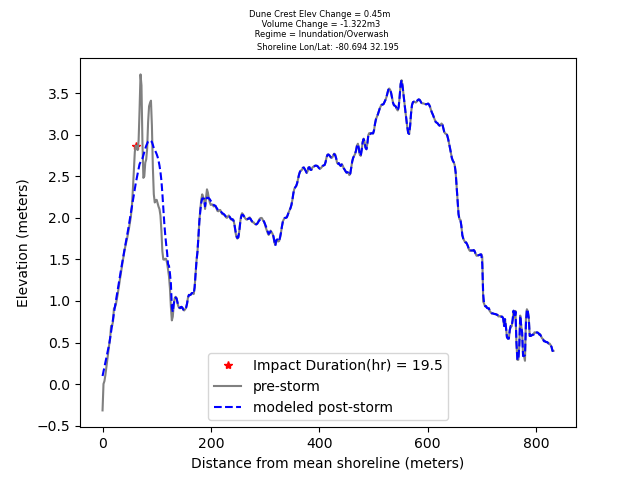 Dune Crest Elev Change = 0.45m
Volume Change = -1.322m3
Regime = Inundation/Overwash
Shoreline Lon/Lat: -80.694 32.195
3.5
3.0
2.5
2.0
1.5
1.0
0.5
0.0
−0.5
Elevation (meters)
Impact Duration(hr) = 19.5
pre-storm
modeled post-storm
0 200 400 600 800
Distance from mean shoreline (meters)